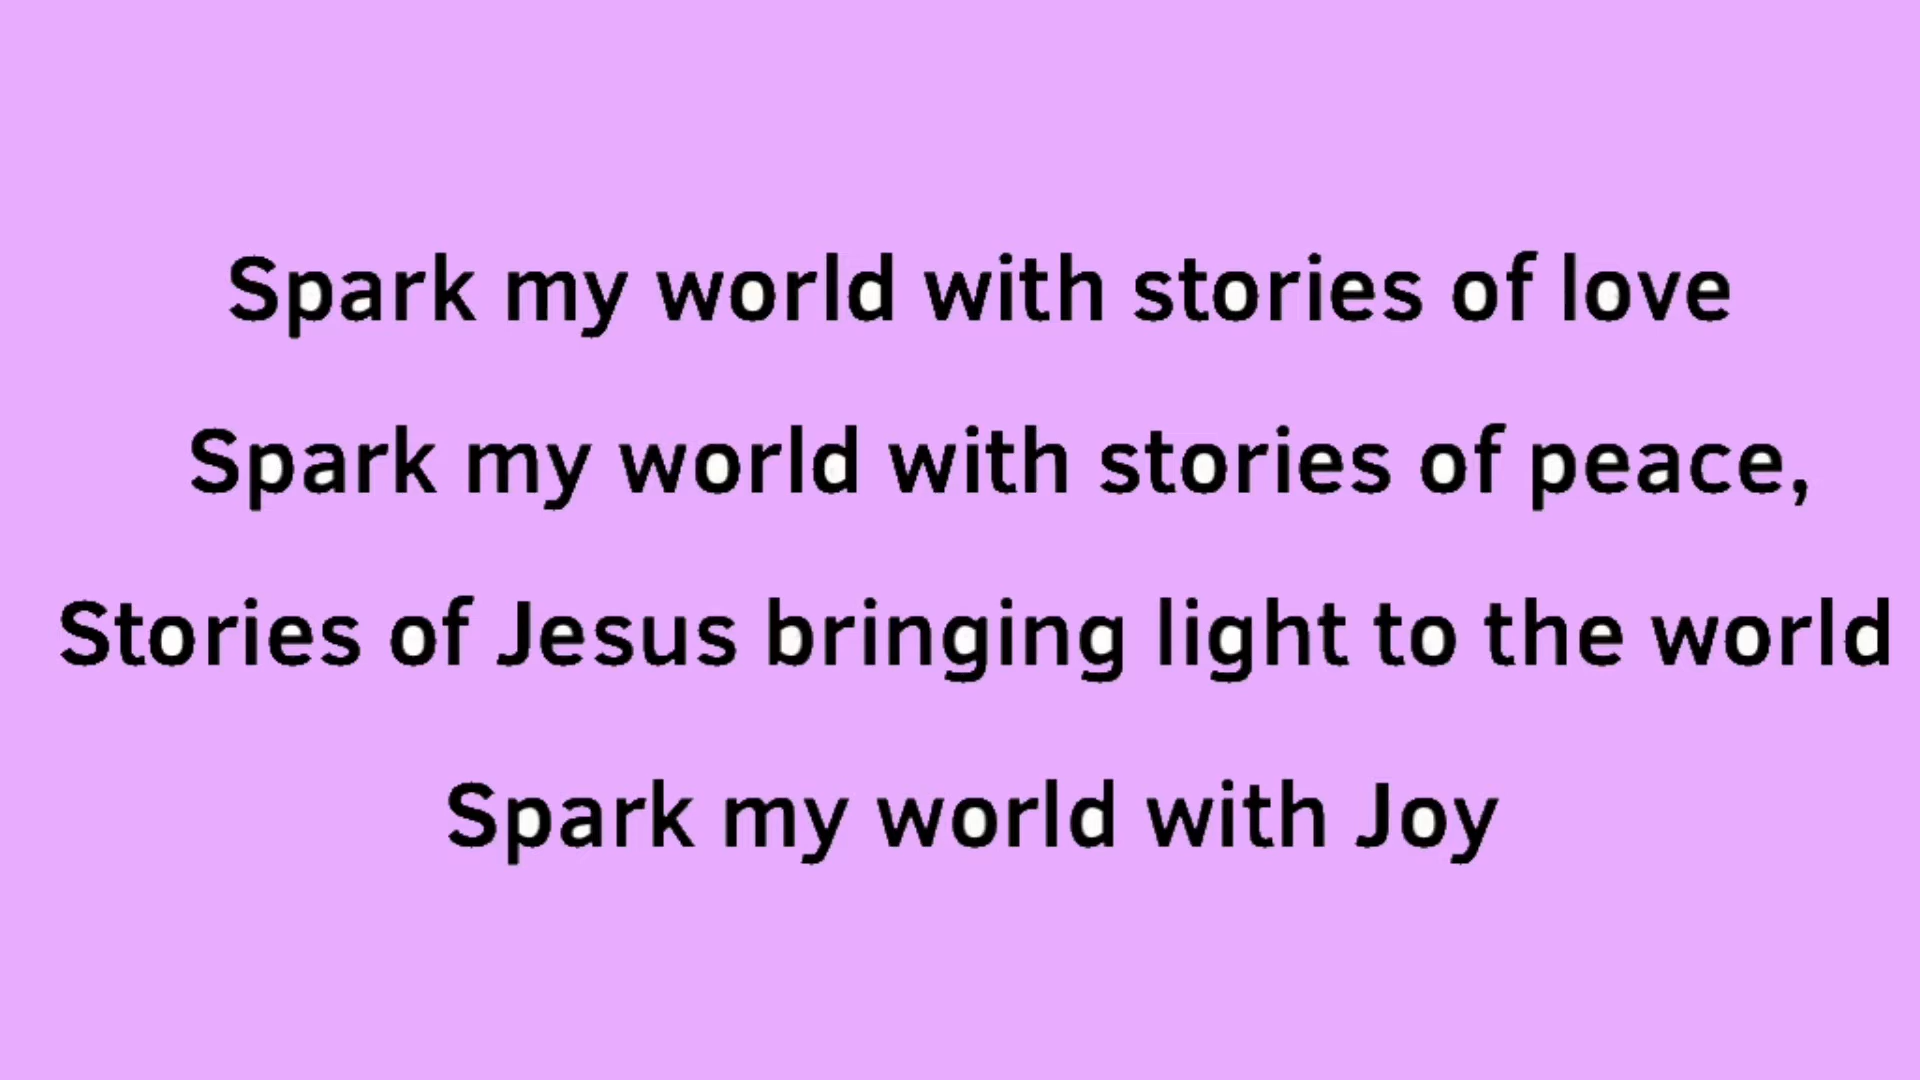 Spark my world with stories of love
Spark my world with stories of peace,
Stories of Jesus bringing light to the world
Spark my world with Joy